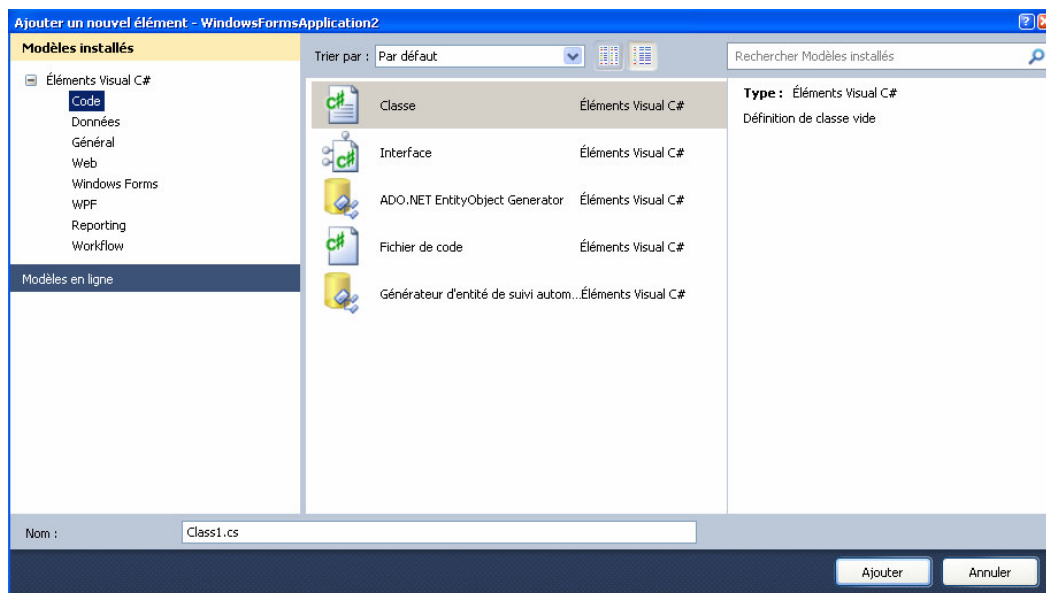 Ajouter un nouvel élément - WindowsFormsApplication2
Modèles installés
Trier par : Par défaut
Rechercher Modèles installés
Éléments Visual C#
Code
Données
Général
Web
Windows Forms
WPF
Reporting
Workflow
Modèles en ligne
Classe Éléments Visual C#
Interface Éléments Visual C#
ADO.NET EntityObject Generator Éléments Visual C#
Fichier de code Éléments Visual C#
Générateur d'entité de suivi autom...Éléments Visual C#
Type : Éléments Visual C#
Définition de classe vide
Nom : Class1.cs
Ajouter Annuler